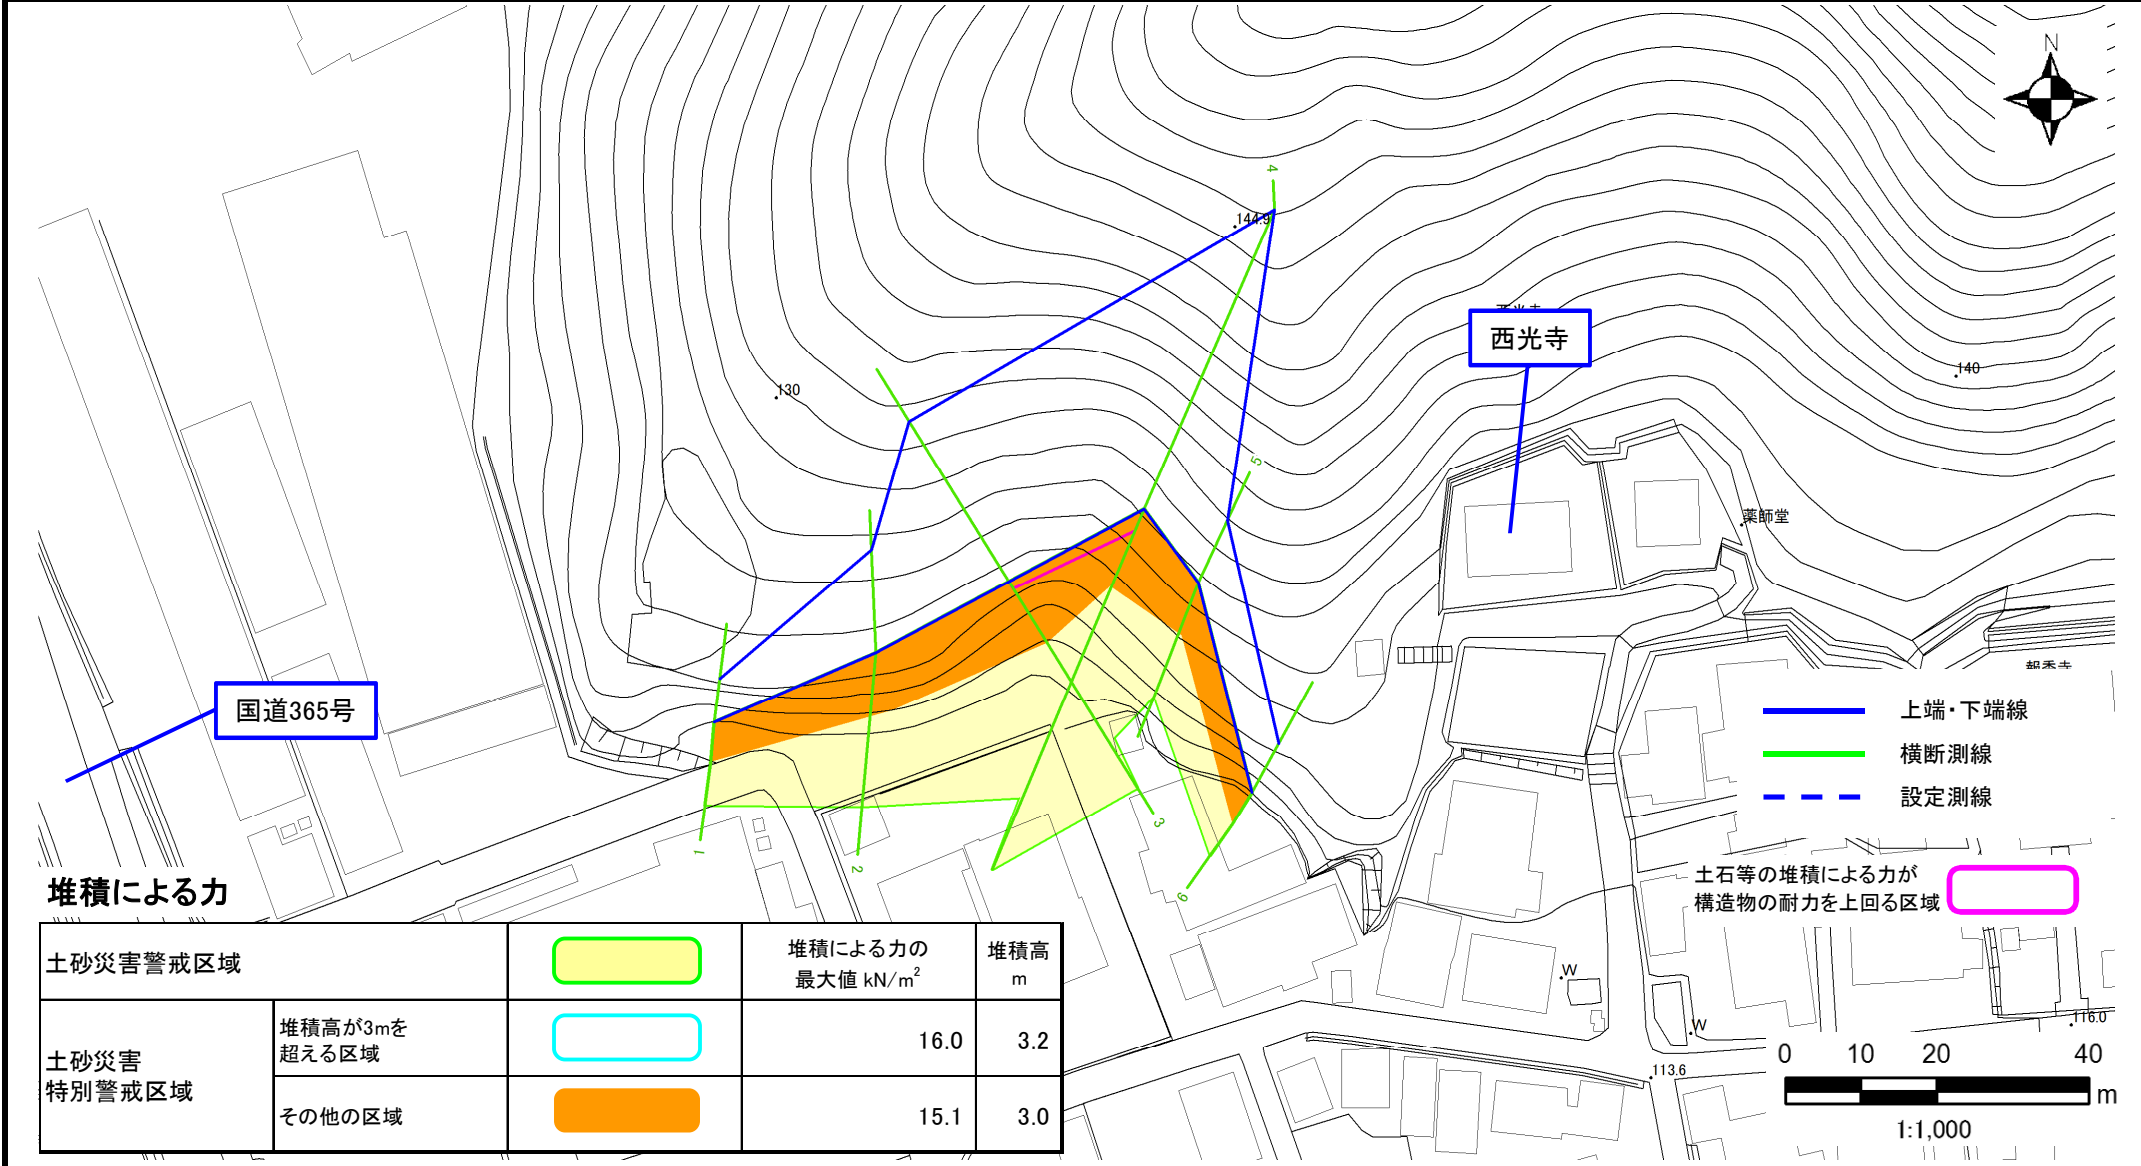 N
4
144.9
西光寺
130
140
5
薬師堂
国道365号
上端・下端線
横断測線
設定測線
3
1
2
6
土石等の堆積による力が
構造物の耐力を上回る区域
堆積による力
土砂災害警戒区域
堆積による力の
最大値 kN/m²
堆積高
m
土砂災害
特別警戒区域
堆積高が3mを
超える区域
16.0
3.2
その他の区域
15.1
3.0
W
W
116.0
113.6
0 10 20 40
m
1:1,000